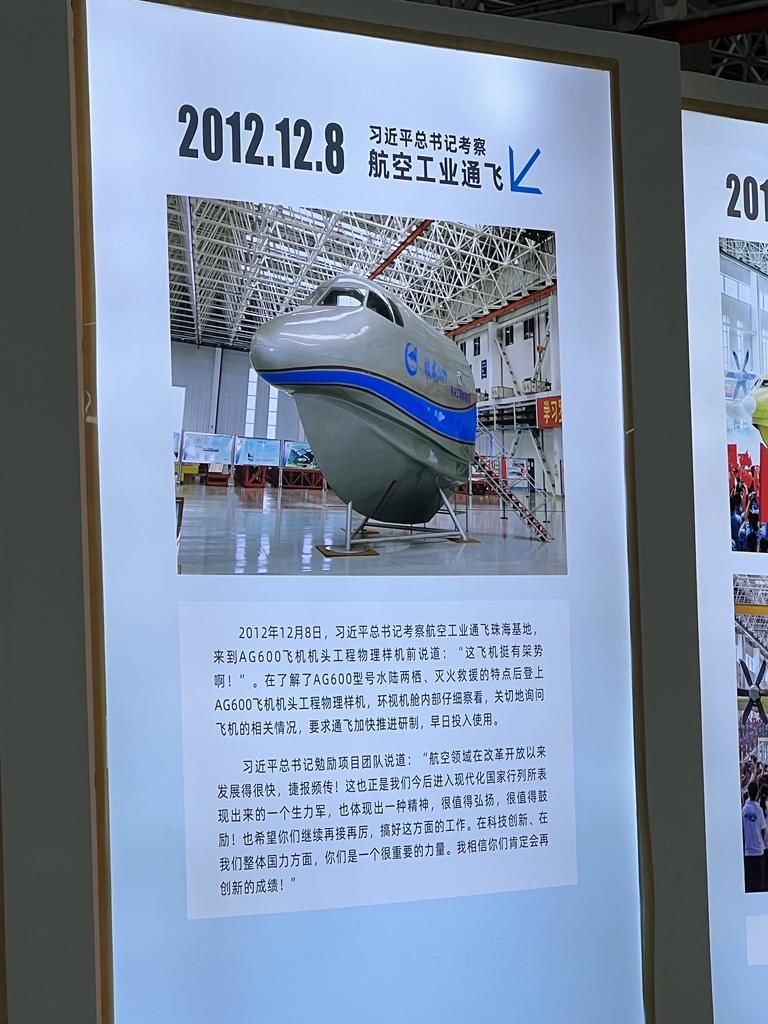 2012.12.8
习近平总书记考察
航空工业通飞
学习
2012年12月8日，习近平总书记考察航空工业通飞珠海基地，
来到AG600飞机机头工程物理样机前说道：“这飞机挺有架势
啊！”。在了解了AG600型号水陆两栖、灭火救援的特点后登上
AG600飞机机头工程物理样机，环视机舱内部仔细察看，关切地询问
飞机的相关情况，要求通飞加快推进研制，早日投入使用。
习近平总书记勉励项目团队说道：“航空领域在改革开放以来
发展得很快，捷报频传！这也正是我们今后进入现代化国家行列所表
现出来的一个生力军，也体现出一种精神，很值得弘扬，很值得鼓
励！也希望你们继续再接再厉，搞好这方面的工作。在科技创新、在
我们整体国力方面，你们是一个很重要的力量。我相信你们肯定会再
创新的成绩！”
201